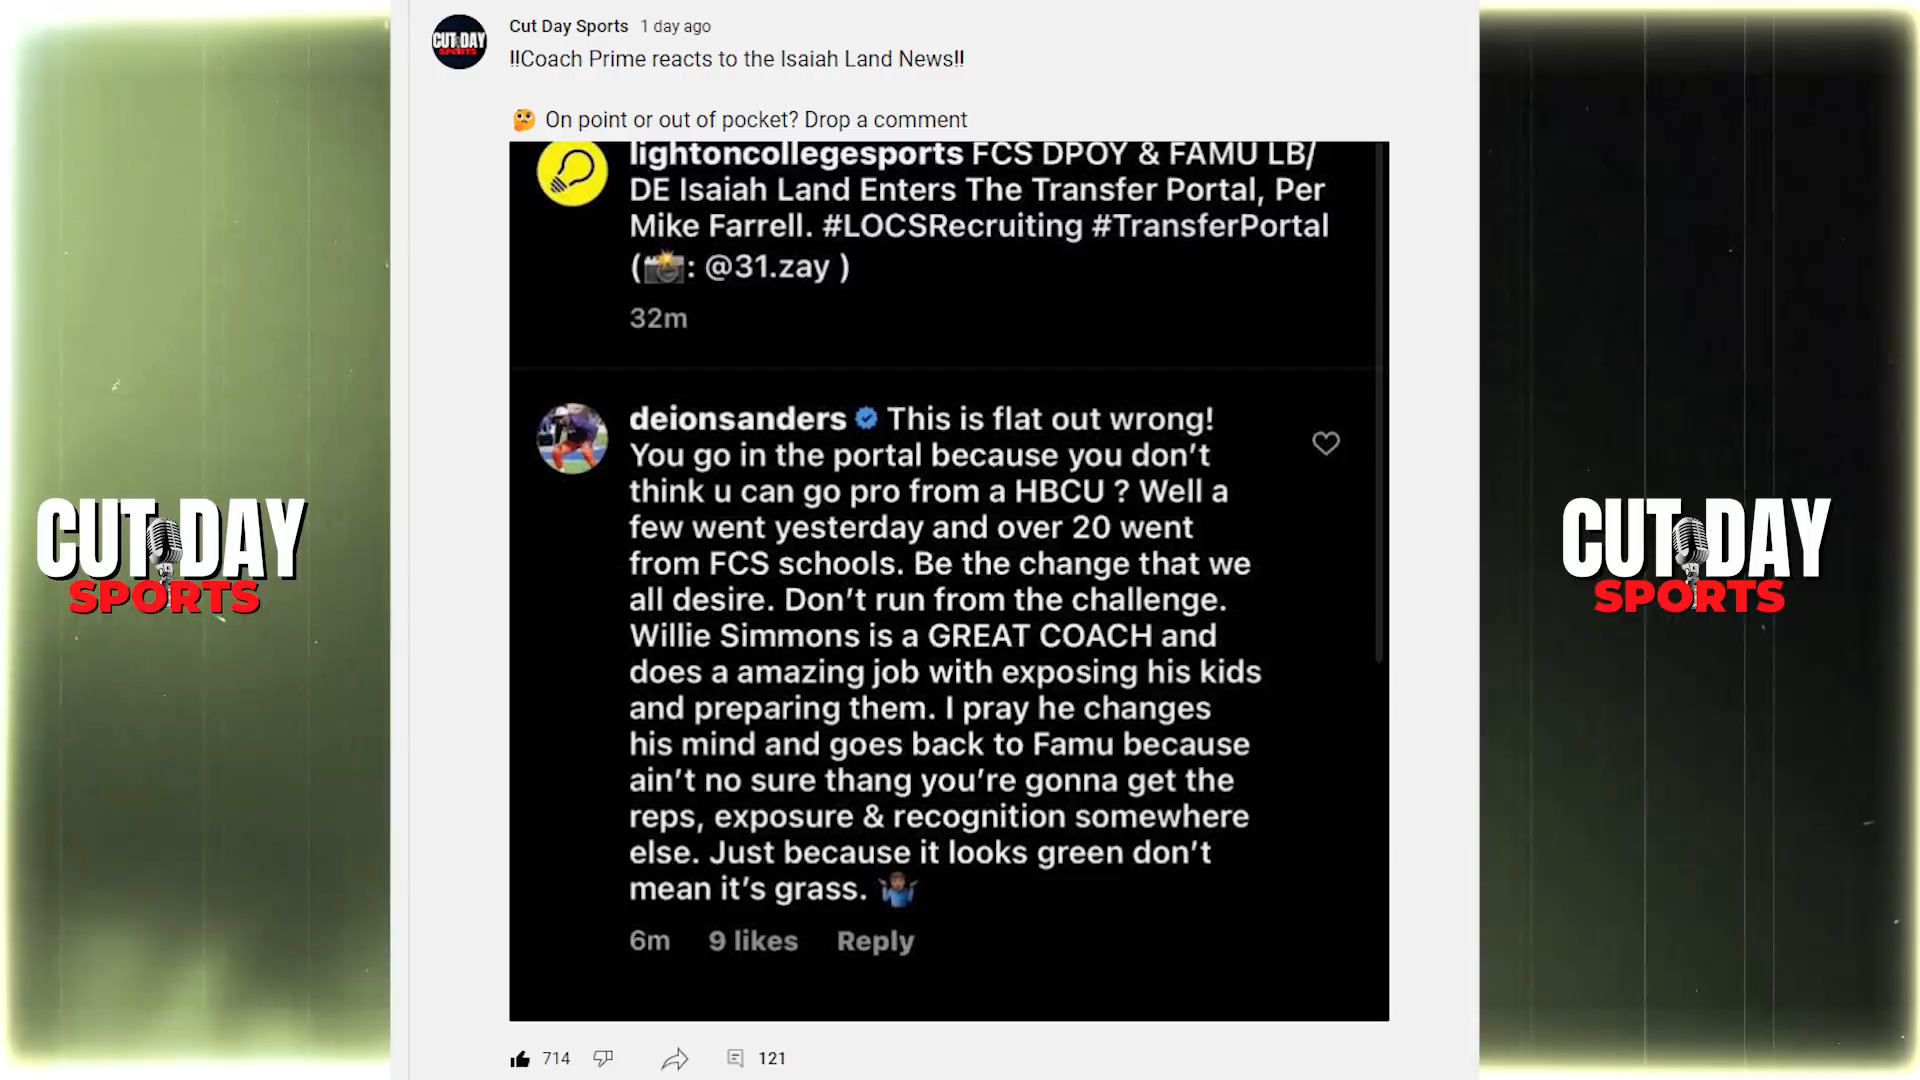 Cut Day Sports 1 day ago
!!Coach Prime reacts to the Isaiah Land News!!
🤔 On point or out of pocket? Drop a comment
lightoncollegesports FCS DPOY & FAMU LB/
DE Isaiah Land Enters The Transfer Portal, Per
Mike Farrell. #LOCSRecruiting #TransferPortal
(📸: @31.zay )
32m
deionsanders This is flat out wrong!
You go in the portal because you don't
think u can go pro from a HBCU ? Well a
few went yesterday and over 20 went
from FCS schools. Be the change that we
all desire. Don't run from the challenge.
Willie Simmons is a GREAT COACH and
does a amazing job with exposing his kids
and preparing them. I pray he changes
his mind and goes back to Famu because
ain't no sure thang you're gonna get the
reps, exposure & recognition somewhere
else. Just because it looks green don't
mean it's grass. 🤷🏾‍♂️
6m 9 likes Reply
714 121
CUT DAY
SPORTS
CUT DAY
SPORTS
CUT DAY
SPORTS